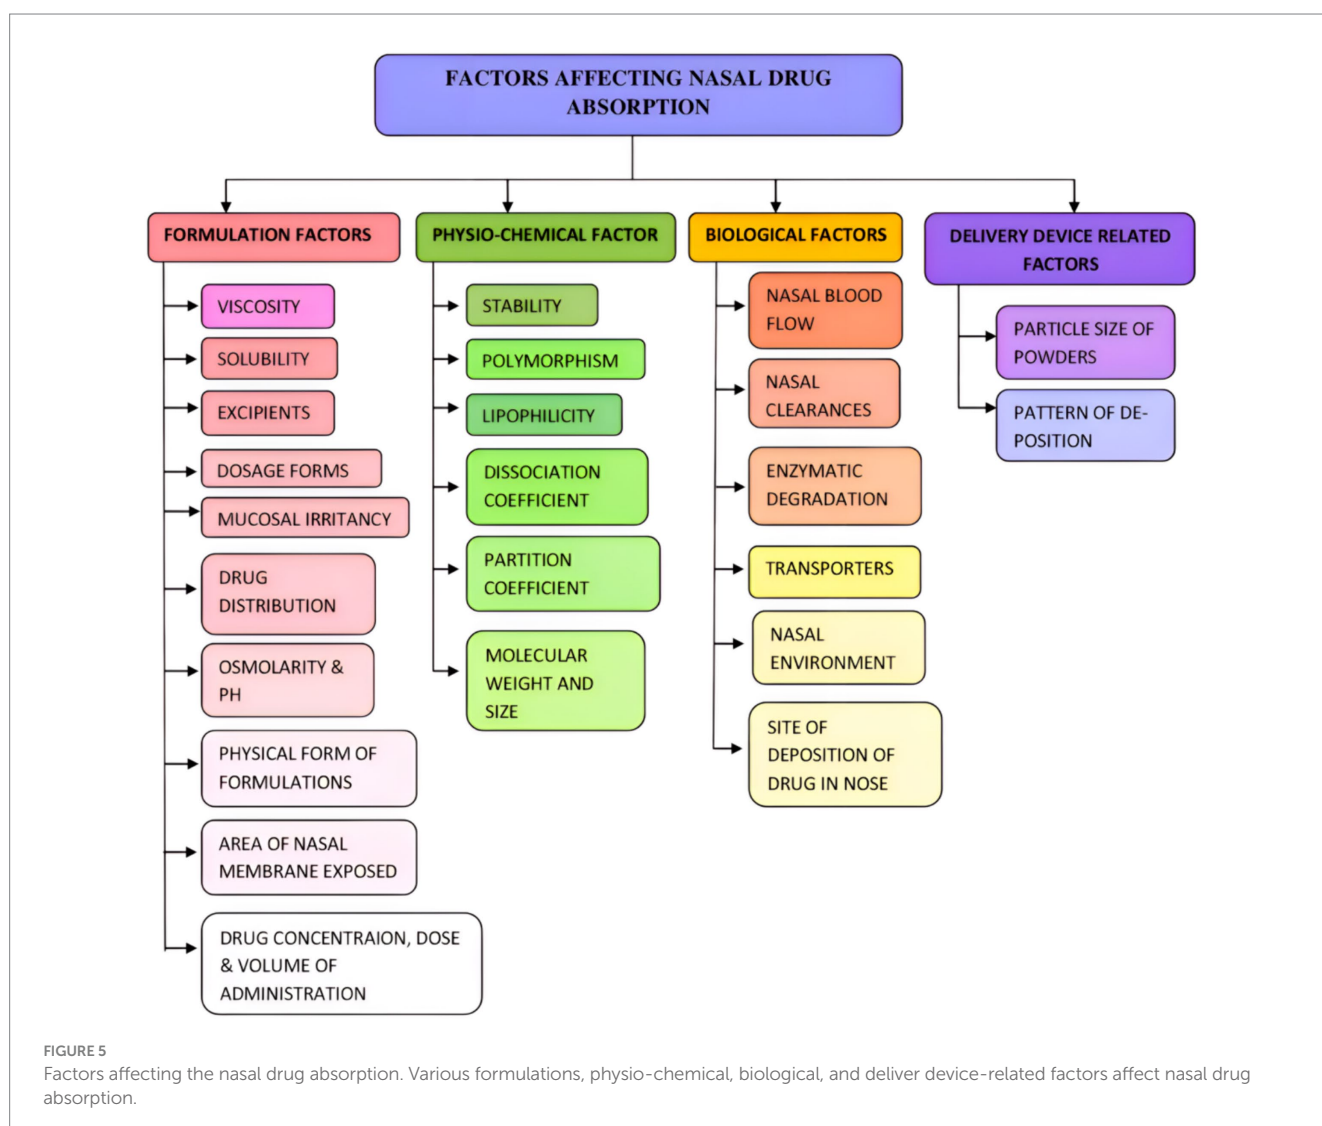 FACTORS AFFECTING NASAL DRUG
ABSORPTION
FORMULATION FACTORS
VISCOSITY
SOLUBILITY
EXCIPIENTS
DOSAGE FORMS
MUCOSAL IRRITANCY
DRUG
DISTRIBUTION
OSMOLARITY &
PH
PHYSICAL FORM OF
FORMULATIONS
AREA OF NASAL
MEMBRANE EXPOSED
DRUG CONCENTRAION, DOSE
& VOLUME OF
ADMINISTRATION
PHYSIO-CHEMICAL FACTOR
STABILITY
POLYMORPHISM
LIPOPHILICITY
DISSOCIATION
COEFFICIENT
PARTITION
COEFFICIENT
MOLECULAR
WEIGHT AND
SIZE
BIOLOGICAL FACTORS
NASAL BLOOD
FLOW
NASAL
CLEARANCES
ENZYMATIC
DEGRADATION
TRANSPORTERS
NASAL
ENVIRONMENT
SITE OF
DEPOSITION OF
DRUG IN NOSE
DELIVERY DEVICE RELATED
FACTORS
PARTICLE SIZE OF
POWDERS
PATTERN OF DE-
POSITION
FIGURE 5
Factors affecting the nasal drug absorption. Various formulations, physio-chemical, biological, and deliver device-related factors affect nasal drug
absorption.